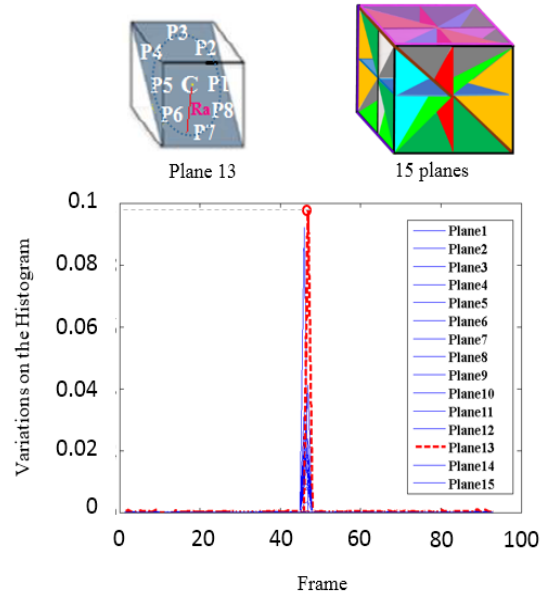 P3
P4 P2
P5 C P1
P6 Ra P8
P7
Plane 13
15 planes
Variations on the Histogram
0.1
0.08
0.06
0.04
0.02
0
0 20 40 60 80 100
Frame
Plane1
Plane2
Plane3
Plane4
Plane5
Plane6
Plane7
Plane8
Plane9
Plane10
Plane11
Plane12
Plane13
Plane14
Plane15